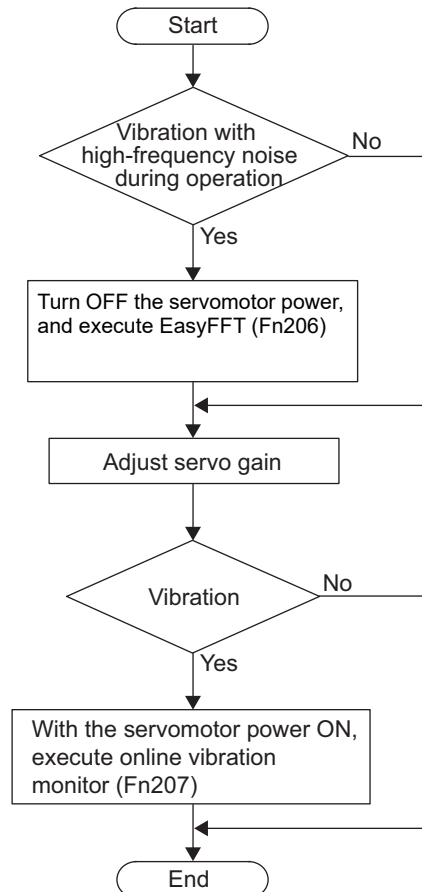 Start
Vibration with
high-frequency noise
during operation
No
Yes
Turn OFF the servomotor power,
and execute EasyFFT (Fn206)
Adjust servo gain
Vibration
No
Yes
With the servomotor power ON,
execute online vibration
monitor (Fn207)
End